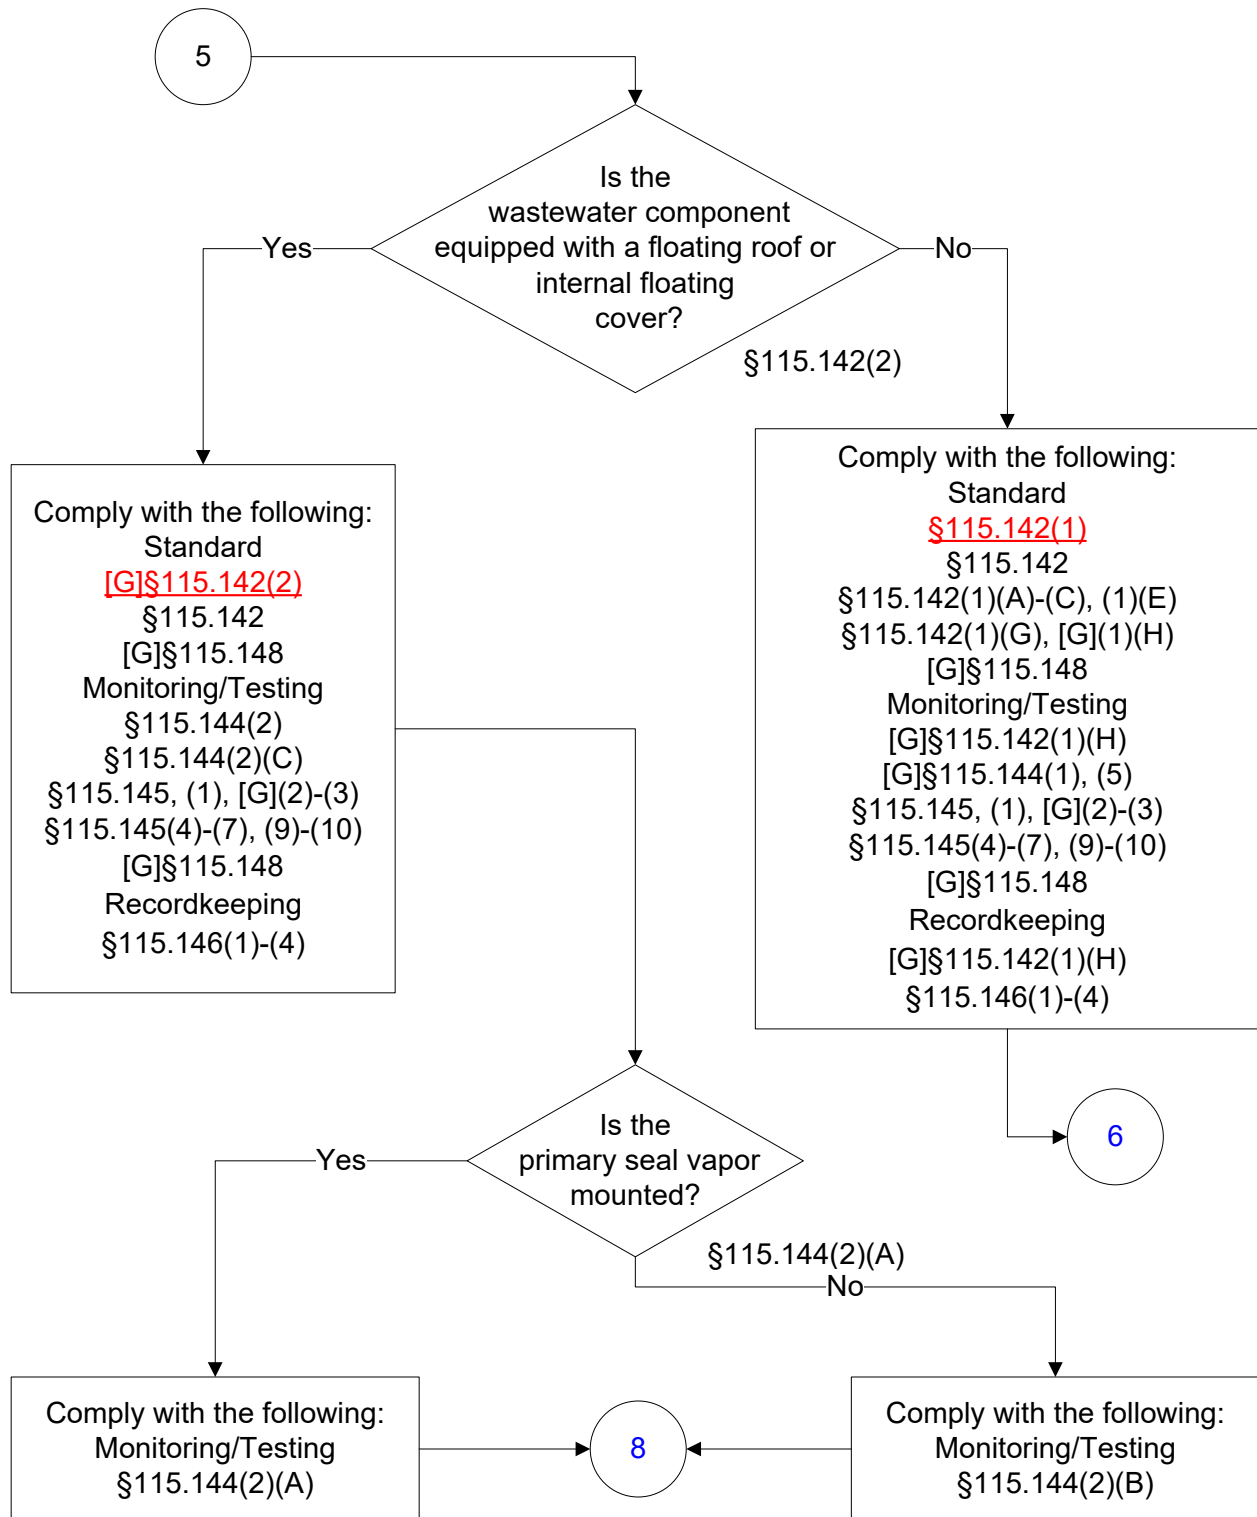 5
Is the
wastewater component
equipped with a floating roof or
internal floating
cover?
Yes
No
§115.142(2)
Comply with the following:
Standard
[G]§115.142(2)
§115.142
[G]§115.148
Monitoring/Testing
§115.144(2)
§115.144(2)(C)
§115.145, (1), [G](2)-(3)
§115.145(4)-(7), (9)-(10)
[G]§115.148
Recordkeeping
§115.146(1)-(4)
Comply with the following:
Standard
§115.142(1)
§115.142
§115.142(1)(A)-(C), (1)(E)
§115.142(1)(G), [G](1)(H)
[G]§115.148
Monitoring/Testing
[G]§115.142(1)(H)
[G]§115.144(1), (5)
§115.145, (1), [G](2)-(3)
§115.145(4)-(7), (9)-(10)
[G]§115.148
Recordkeeping
[G]§115.142(1)(H)
§115.146(1)-(4)
6
Is the
primary seal vapor
mounted?
Yes
§115.144(2)(A)
No
Comply with the following:
Monitoring/Testing
§115.144(2)(A)
8
Comply with the following:
Monitoring/Testing
§115.144(2)(B)